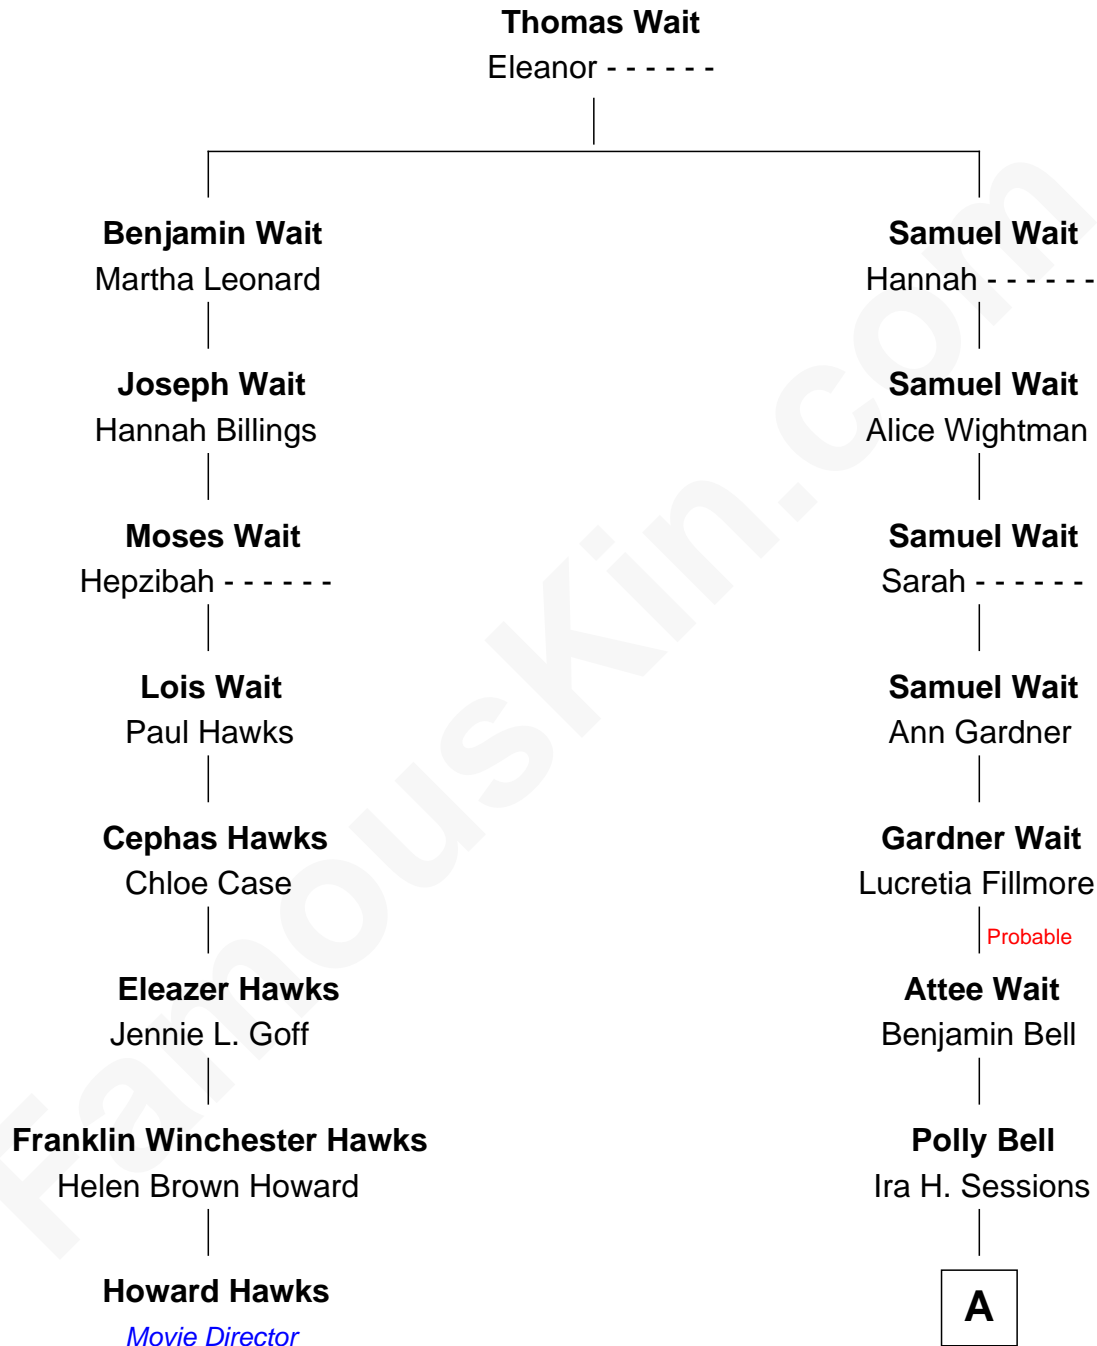 Thomas Wait
Eleanor - - - - - -
Benjamin Wait
Martha Leonard
Samuel Wait
Hannah - - - - - -
Joseph Wait
Hannah Billings
Samuel Wait
Alice Wightman
Moses Wait
Hepzibah - - - - - -
Samuel Wait
Sarah - - - - - -
Lois Wait
Paul Hawks
Samuel Wait
Ann Gardner
Cephas Hawks
Chloe Case
Gardner Wait
Lucretia Fillmore
Probable
Eleazer Hawks
Jennie L. Goff
Attee Wait
Benjamin Bell
Franklin Winchester Hawks
Helen Brown Howard
Polly Bell
Ira H. Sessions
Howard Hawks
Movie Director
A
FamousKin.com